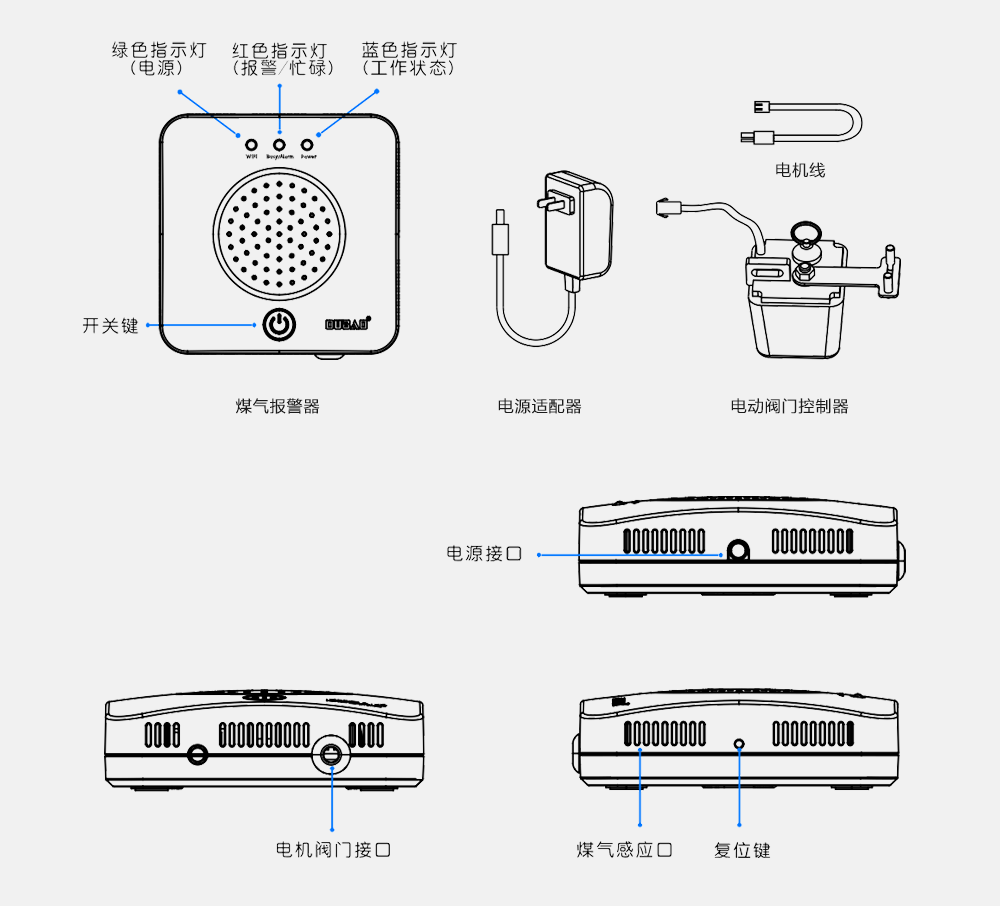 绿色指示灯
(电源)
红色指示灯
(报警/忙碌)
蓝色指示灯
(工作状态)
WIFI
Busy/Alarm
Power
电机线
开关键
煤气报警器
电源适配器
电动阀门控制器
电源接口
电机阀门接口
煤气感应口
复位键